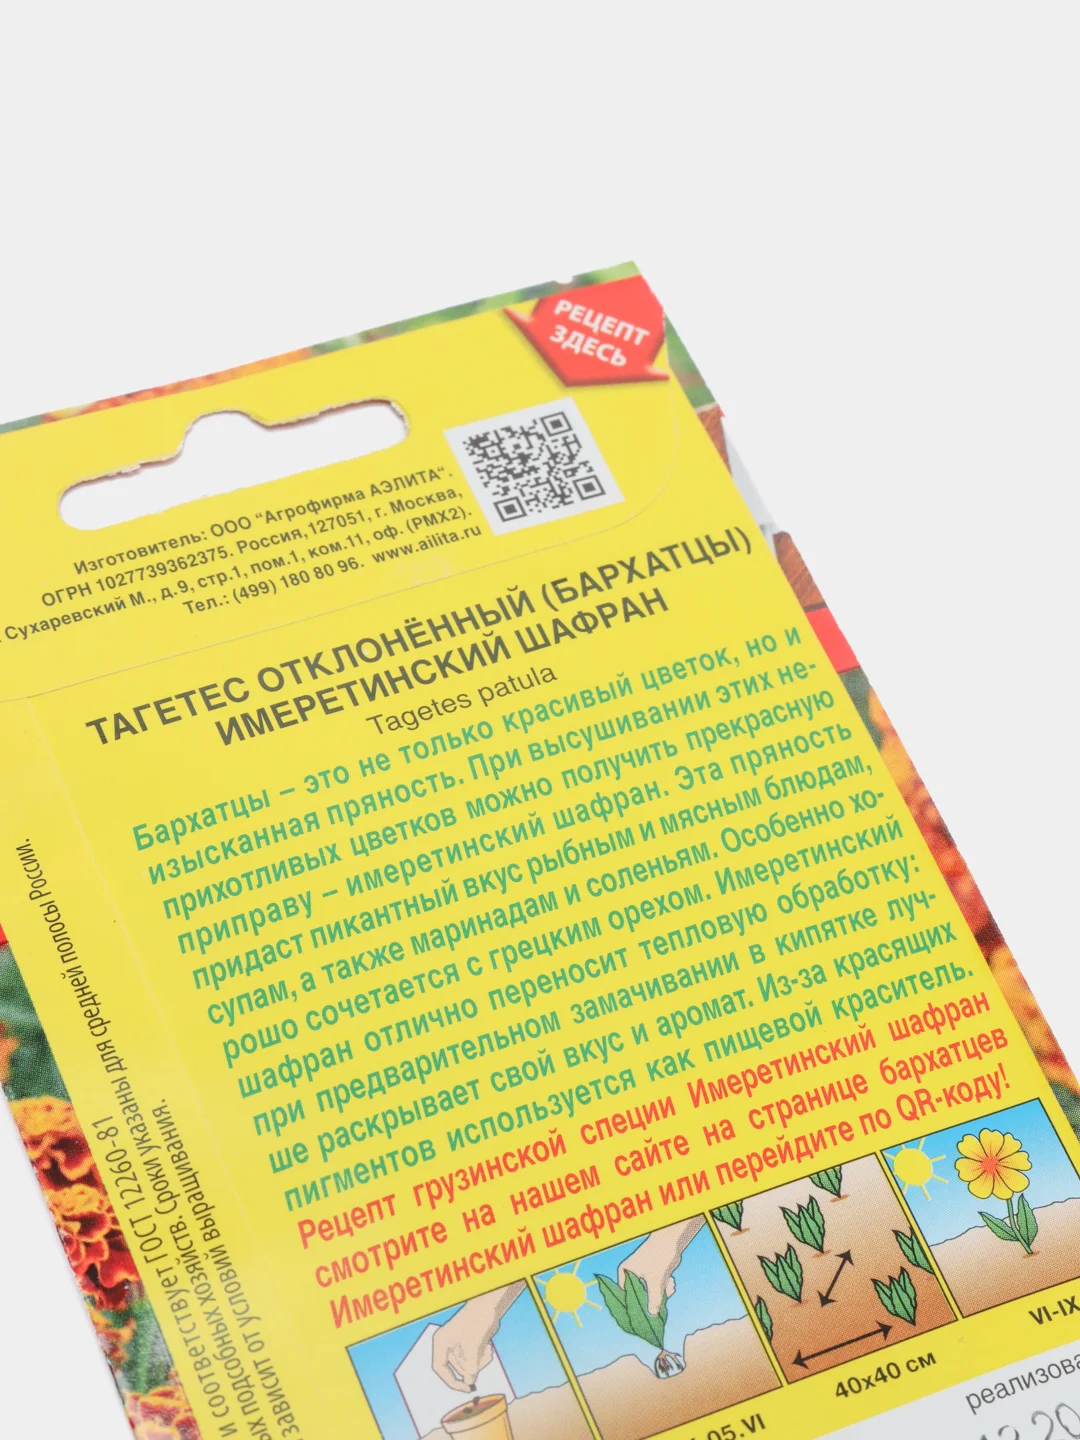 РЕЦЕПТ
ЗДЕСЬ
Изготовитель: ООО "Агрофирма АЭЛИТА".
ОГРН 1027739362375. Россия, 127051, г. Москва,
Сухаревский М., д.9, стр.1, пом.1, ком.11, оф. (РМХ2).
Тел.: (499) 180 80 96. www.ailita.ru
ТАГЕТЕС ОТКЛОНЁННЫЙ (БАРХАТЦЫ)
ИМЕРЕТИНСКИЙ ШАФРАН
Tagetes patula
Бархатцы – это не только красивый цветок, но и
изысканная пряность. При высушивании этих не-
прихотливых цветков можно получить прекрасную
приправу – имеретинский шафран. Эта пряность
придаст пикантный вкус рыбным и мясным блюдам,
супам, а также маринадам и соленьям. Особенно хо-
рошо сочетается с грецким орехом. Имеретинский
шафран отлично переносит тепловую обработку:
при предварительном замачивании в кипятке луч-
ше раскрывает свой вкус и аромат. Из-за красящих
пигментов используется как пищевой краситель.
Рецепт грузинской специи Имеретинский шафран
смотрите на нашем сайте на странице бархатцев
Имеретинский шафран или перейдите по QR-коду!
и соответствует ГОСТ 12260-81
подсобных хозяйств. Сроки указаны для средней полосы России.
зависит от условий выращивания.
05.VI
40x40 см
VI-IX
реализова